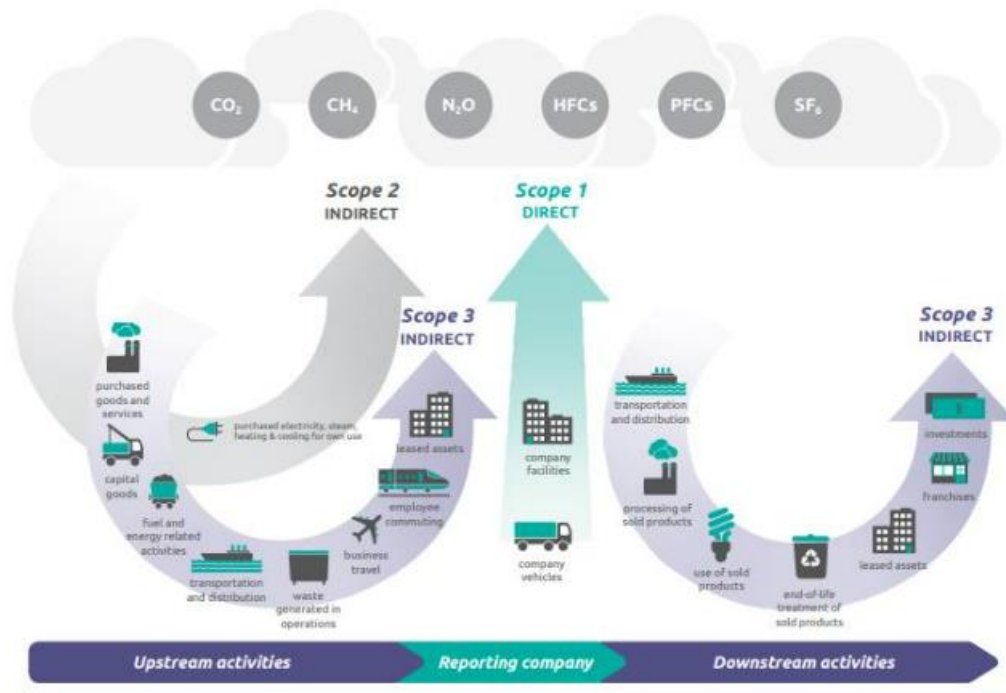 CO₂
CH₄
N₂O
HFCs
PFCs
SF₆
Scope 2
INDIRECT
Scope 1
DIRECT
Scope 3
INDIRECT
Scope 3
INDIRECT
purchased
goods and
services
capital
goods
fuel and
energy related
activities
purchased electricity, steam,
heating & cooling for own use
transportation
and distribution
waste
generated in
operations
business
travel
employee
commuting
leased assets
company
facilities
company
vehicles
transportation
and distribution
processing of
sold products
use of sold
products
end-of-life
treatment of
sold products
leased assets
franchises
investments
$
Upstream activities
Reporting company
Downstream activities